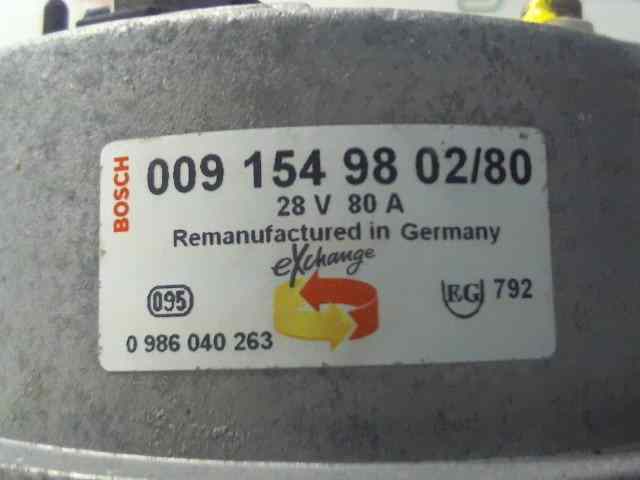 BOSCH
009 154 98 02/80
28 V 80 A
Remanufactured in Germany
eXchange
095
EG 792
0 986 040 263